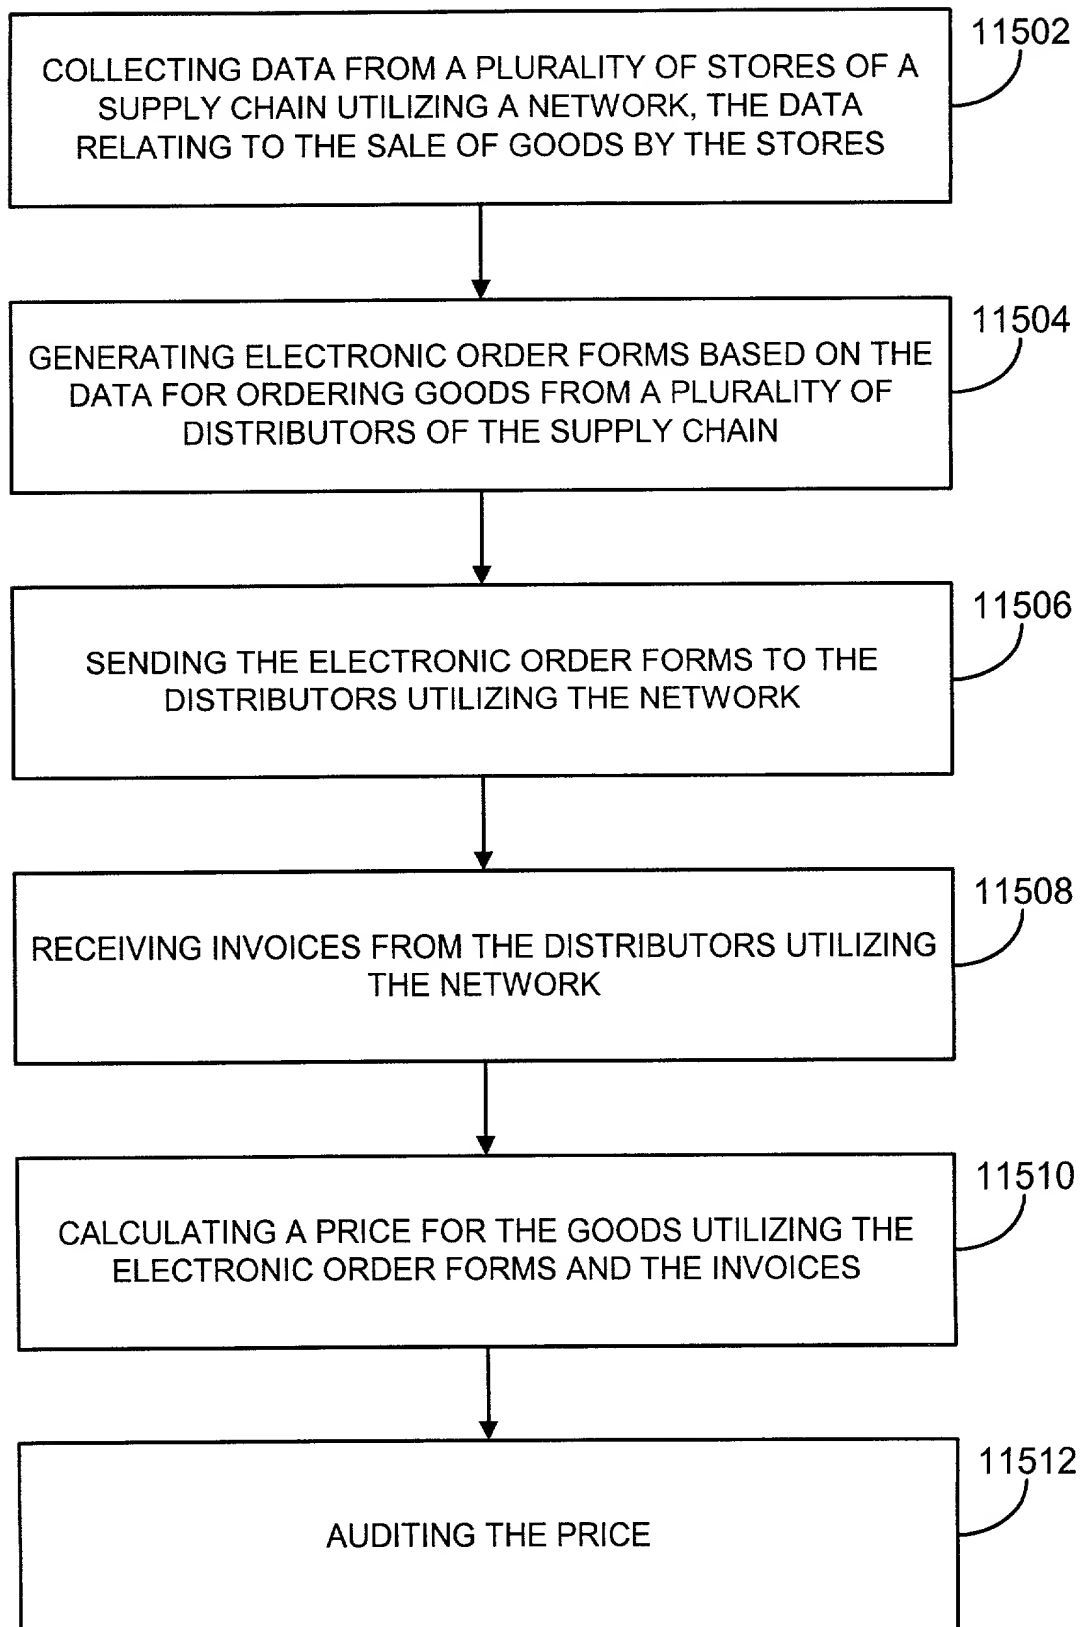 11502
COLLECTING DATA FROM A PLURALITY OF STORES OF A
SUPPLY CHAIN UTILIZING A NETWORK, THE DATA
RELATING TO THE SALE OF GOODS BY THE STORES
11504
GENERATING ELECTRONIC ORDER FORMS BASED ON THE
DATA FOR ORDERING GOODS FROM A PLURALITY OF
DISTRIBUTORS OF THE SUPPLY CHAIN
11506
SENDING THE ELECTRONIC ORDER FORMS TO THE
DISTRIBUTORS UTILIZING THE NETWORK
11508
RECEIVING INVOICES FROM THE DISTRIBUTORS UTILIZING
THE NETWORK
11510
CALCULATING A PRICE FOR THE GOODS UTILIZING THE
ELECTRONIC ORDER FORMS AND THE INVOICES
11512
AUDITING THE PRICE